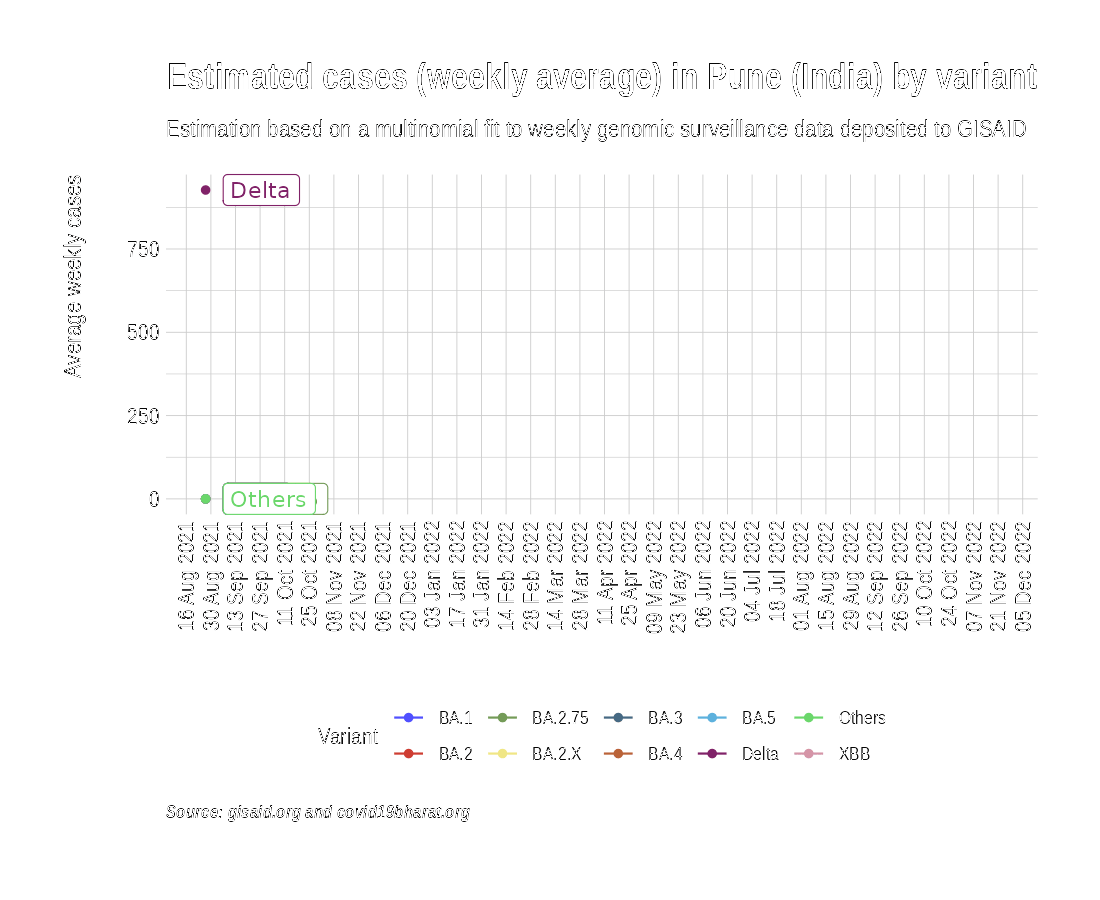 Estimated cases (weekly average) in Pune (India) by variant
Estimation based on a multinomial fit to weekly genomic surveillance data deposited to GISAID
Average weekly cases
Delta
750
500
250
0
Others
16 Aug 2021
30 Aug 2021
13 Sep 2021
27 Sep 2021
11 Oct 2021
25 Oct 2021
08 Nov 2021
22 Nov 2021
06 Dec 2021
20 Dec 2021
03 Jan 2022
17 Jan 2022
31 Jan 2022
14 Feb 2022
28 Feb 2022
14 Mar 2022
28 Mar 2022
11 Apr 2022
25 Apr 2022
09 May 2022
23 May 2022
06 Jun 2022
20 Jun 2022
04 Jul 2022
18 Jul 2022
01 Aug 2022
15 Aug 2022
29 Aug 2022
12 Sep 2022
26 Sep 2022
10 Oct 2022
24 Oct 2022
07 Nov 2022
21 Nov 2022
05 Dec 2022
Variant
BA.1 BA.2.75 BA.3 BA.5 Others
BA.2 BA.2.X BA.4 Delta XBB
Source: gisaid.org and covid19bharat.org